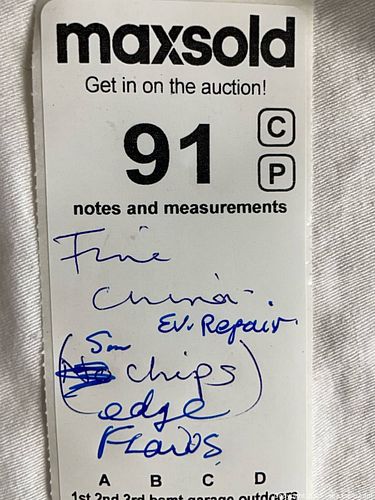 maxsold
Get in on the auction!
91 C
P
notes and measurements
Fine
China
EV. Repair
Som
(chips)
edge
Flaws
A B C D
1st 2nd 3rd bsmt garage outdoors